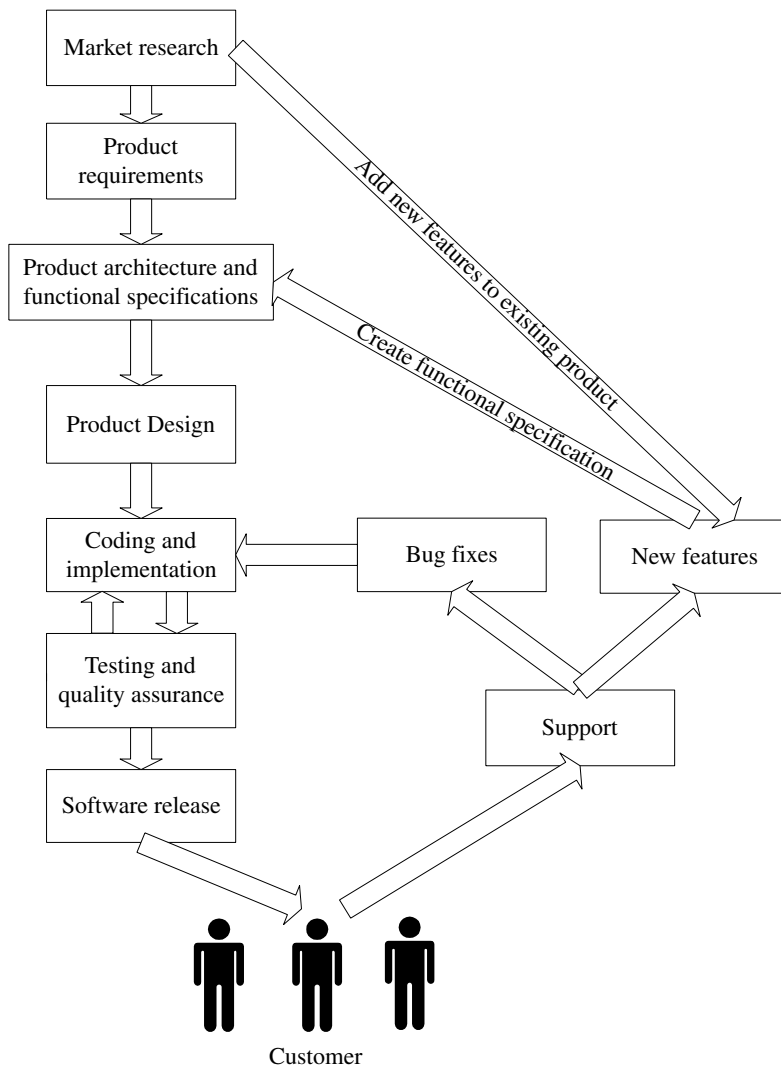 Market research
Product
requirements
Product architecture and
functional specifications
Product Design
Coding and
implementation
Testing and
quality assurance
Software release
Add new features to existing product
Create functional specification
Bug fixes
New features
Support
Customer